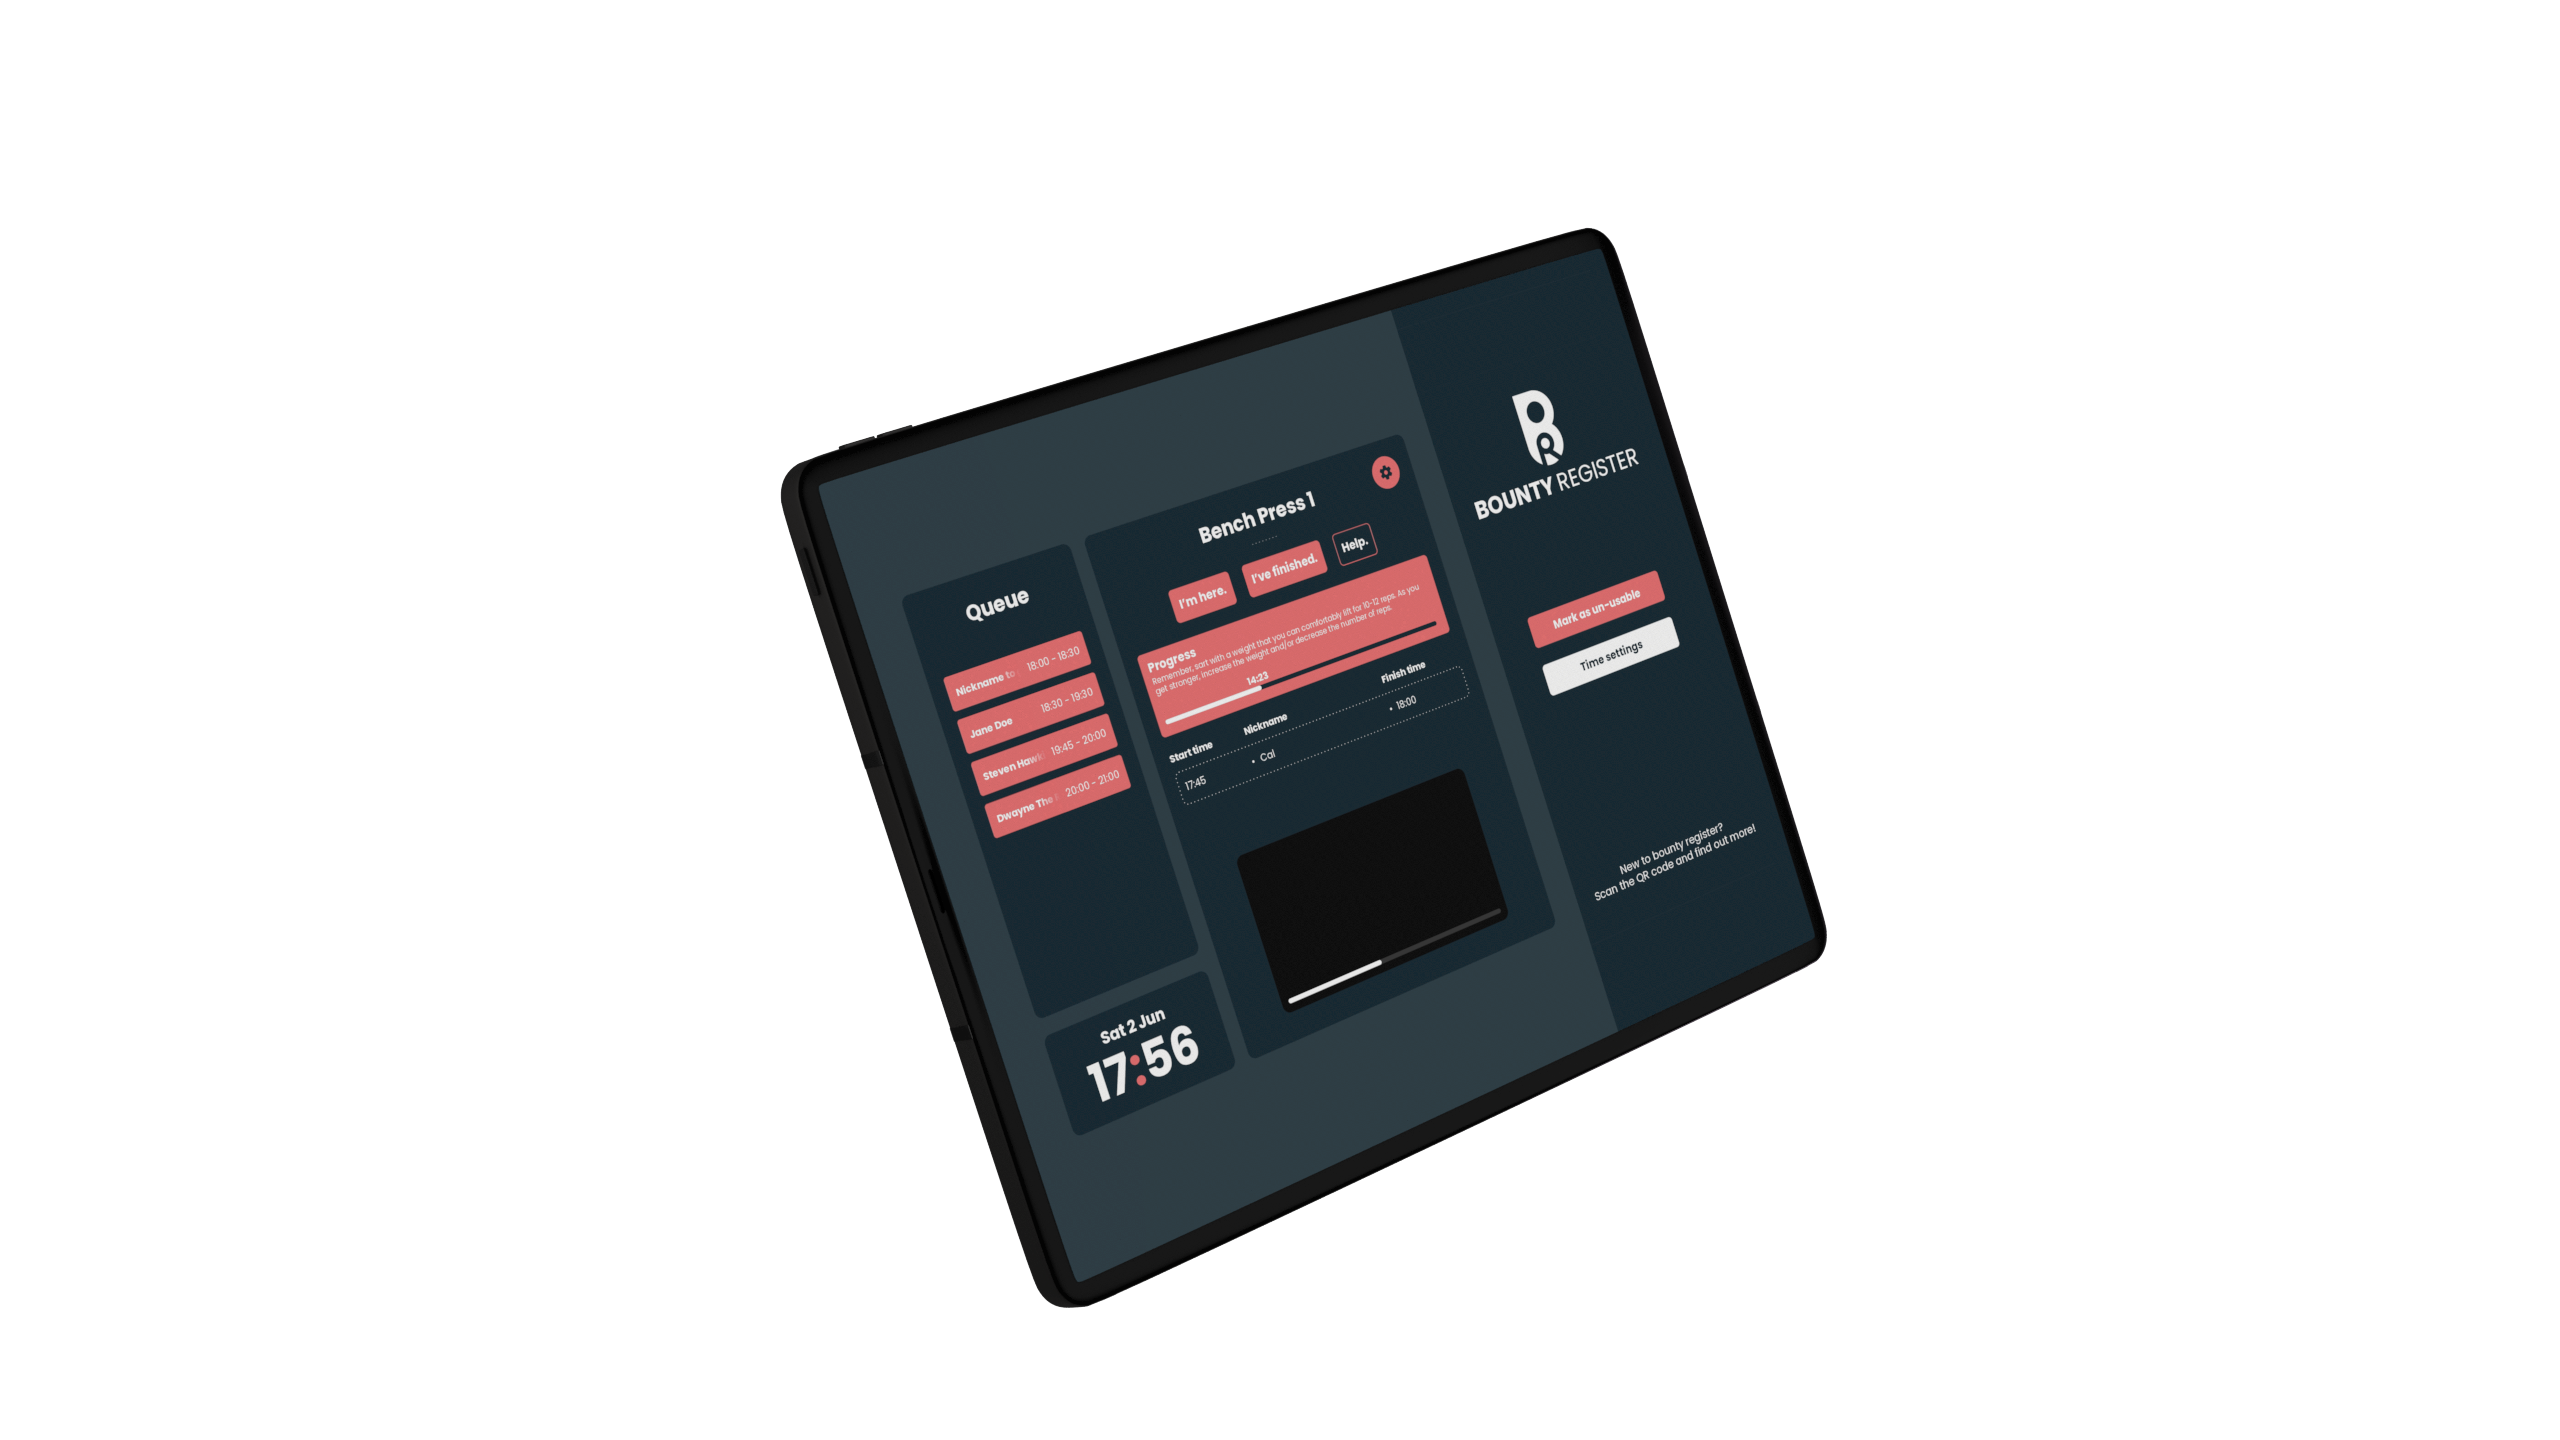 Queue
Nickname to
18:00 - 18:30
Jane Doe
18:30 - 19:30
Steven Hawk
19:45 - 20:00
Dwayne The
20:00 - 21:00
Sat 2 Jun
17:56
Bench Press 1
I'm here.
I've finished.
Help.
Progress
Remember, sart with a weight that you can comfortably lift for 10-12 reps. As you
get stronger, increase the weight and/or decrease the number of reps.
14:23
Start time
Nickname
Finish time
17:45
• Cal
• 18:00
BOUNTY REGISTER
Mark as un-usable
Time settings
New to bounty register?
Scan the QR code and find out more!